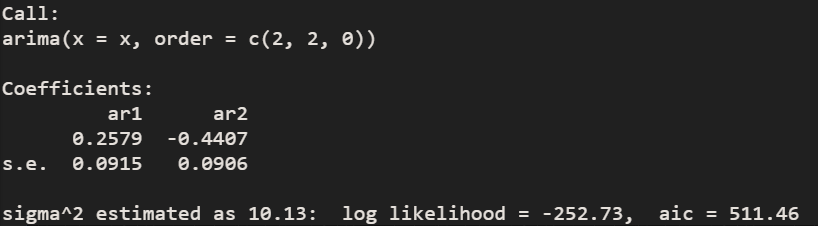 Call:
arima(x = x, order = c(2, 2, 0))
Coefficients:
ar1 ar2
0.2579 -0.4407
s.e. 0.0915 0.0906
sigma^2 estimated as 10.13: log likelihood = -252.73, aic = 511.46